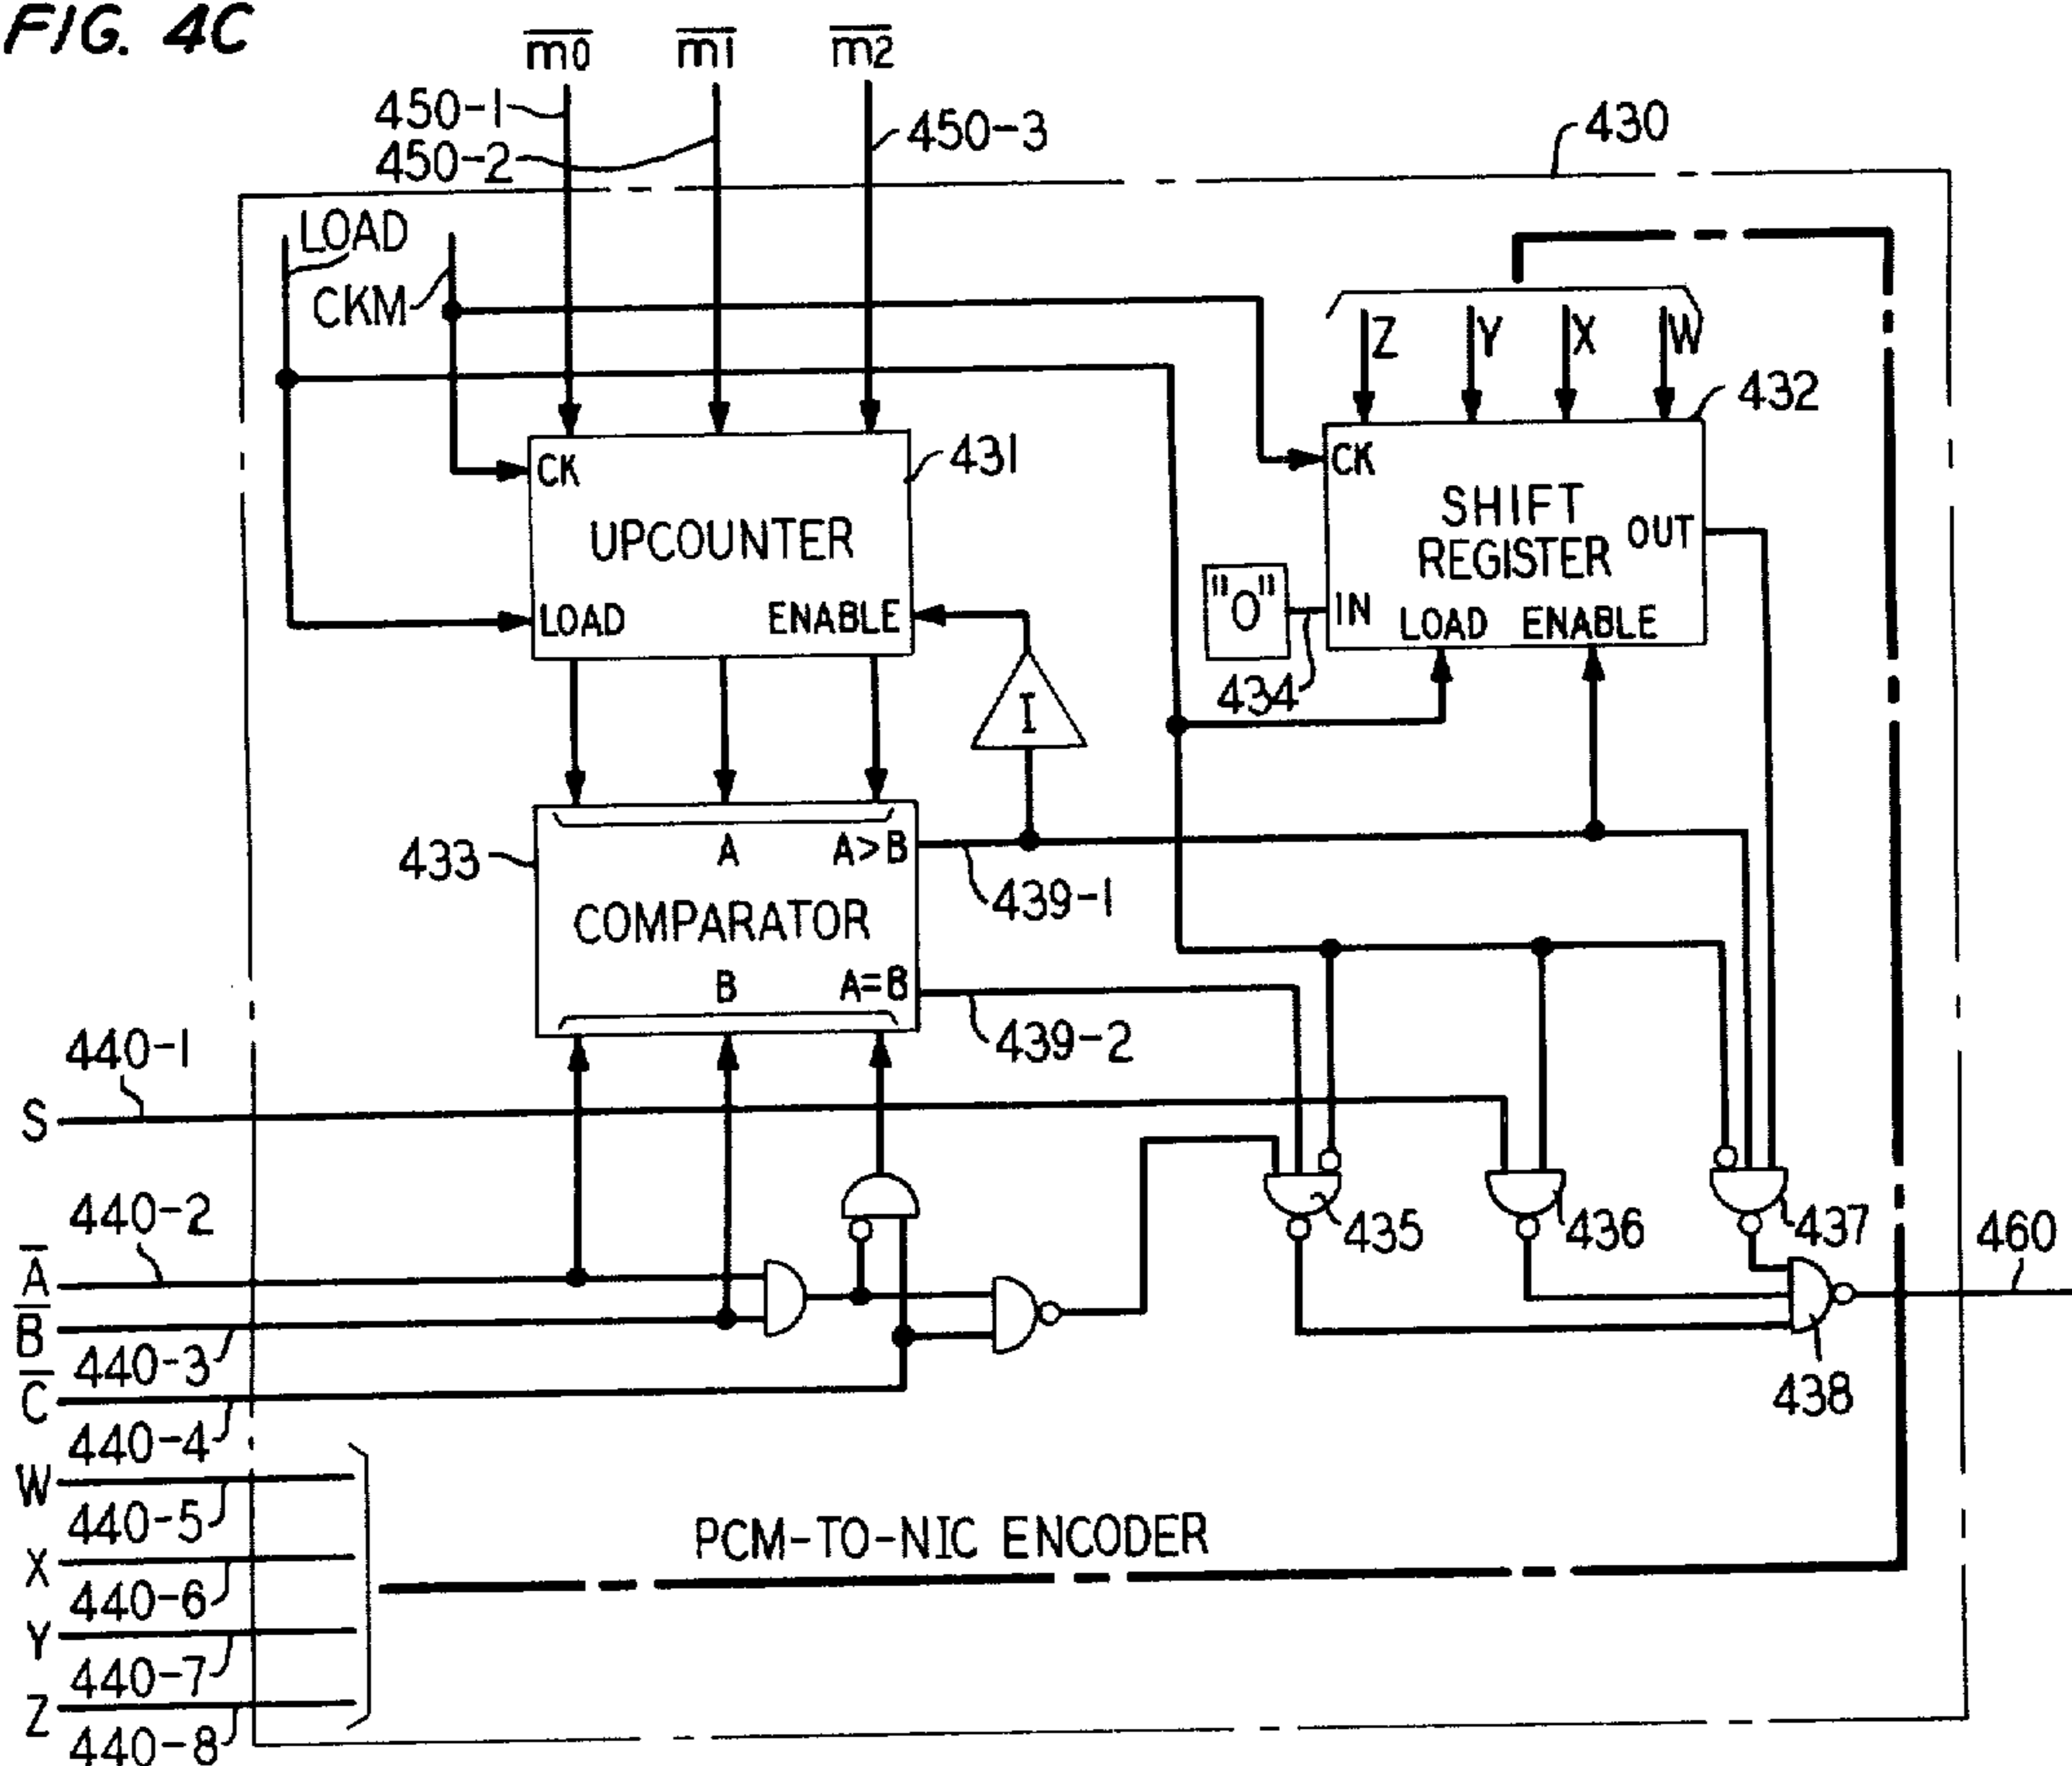 FIG. 4C
m0 m1 m2
450-1
450-2
450-3
430
LOAD
CKM
Z Y X W
432
CK
431
UPCOUNTER
LOAD ENABLE
CK
SHIFT
REGISTER
OUT
"0"
IN
LOAD ENABLE
434
I
433
A A>B
439-1
COMPARATOR
B A=B
439-2
440-1
S
440-2
A
B
440-3
C
440-4
435
436
437
460
438
W
440-5
X
440-6
Y
440-7
Z
440-8
PCM-TO-NIC ENCODER